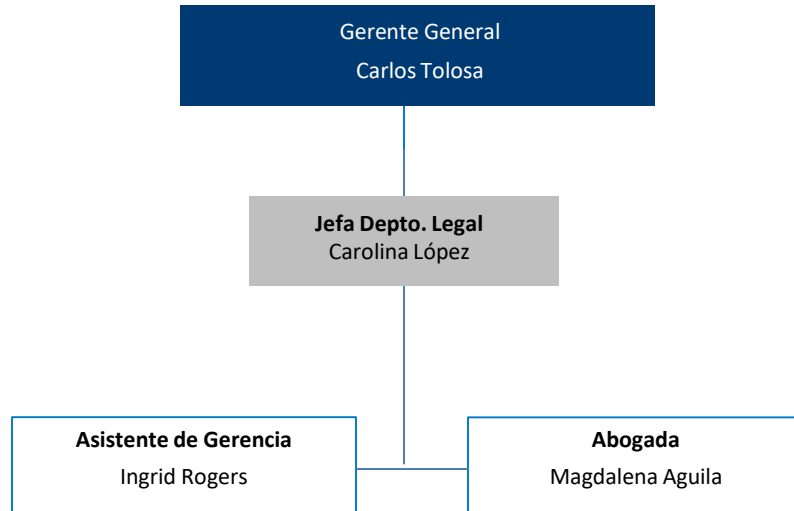 Gerente General
Carlos Tolosa
Jefa Depto. Legal
Carolina López
Asistente de Gerencia
Ingrid Rogers
Abogada
Magdalena Aguila